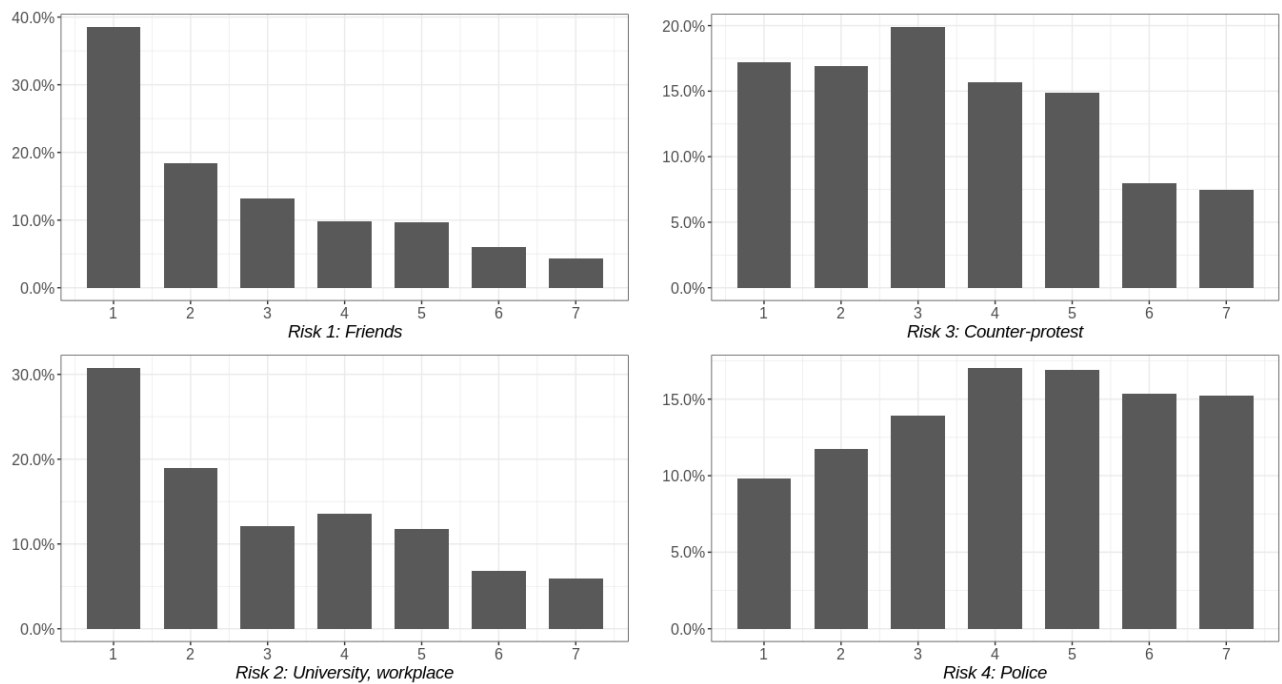 40.0%
30.0%
20.0%
10.0%
0.0%
1 2 3 4 5 6 7
Risk 1: Friends
20.0%
15.0%
10.0%
5.0%
0.0%
1 2 3 4 5 6 7
Risk 3: Counter-protest
30.0%
20.0%
10.0%
0.0%
1 2 3 4 5 6 7
Risk 2: University, workplace
15.0%
10.0%
5.0%
0.0%
1 2 3 4 5 6 7
Risk 4: Police